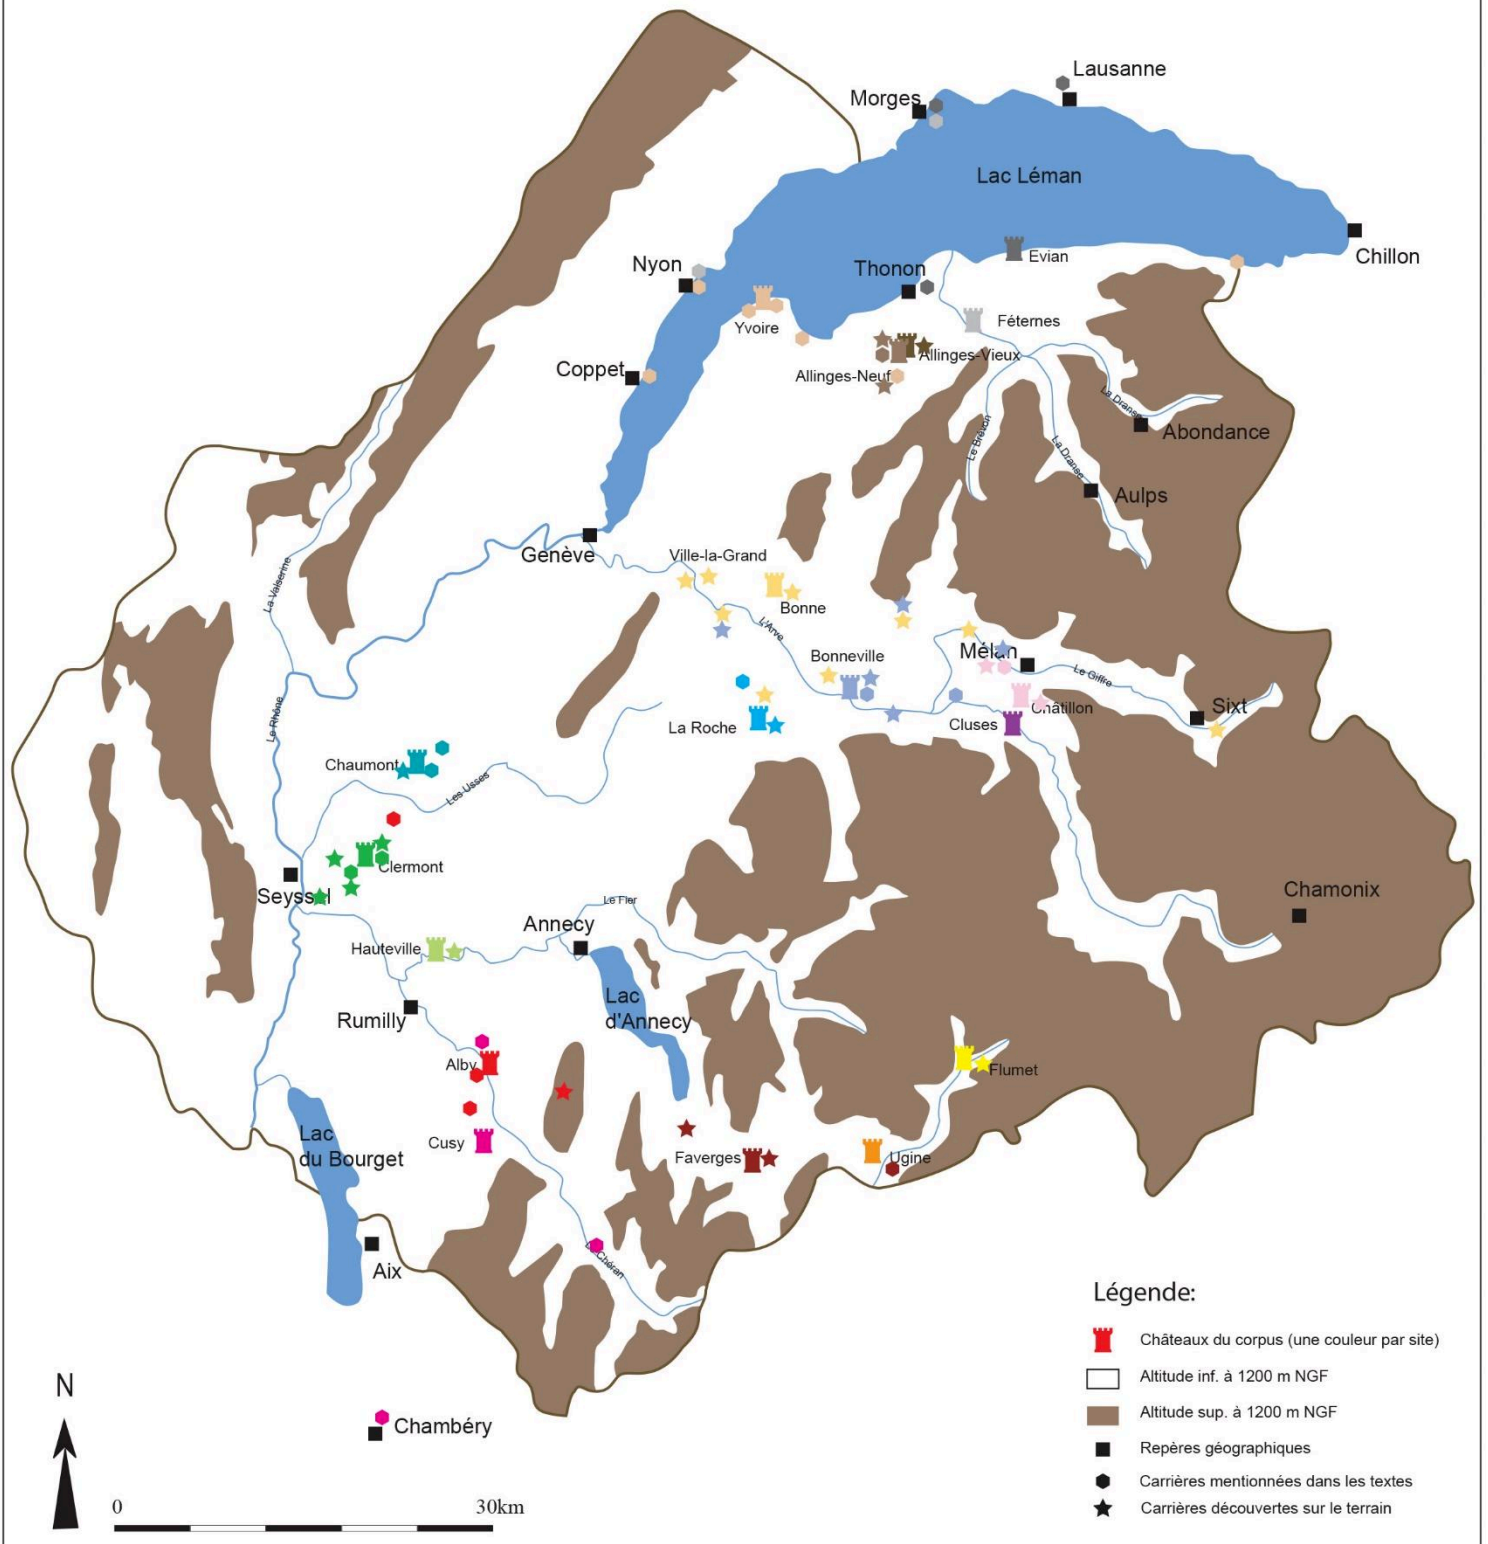 Lausanne
Morges
Lac Léman
Chillon
Evian
Thonon
Nyon
Yvoire
Féternes
Allinges-Vieux
Allinges-Neuf
Coppet
La Dranse
Abondance
Le Brévon
La Dranse
Aulps
Genève
Ville-la-Grand
Bonne
L'Arve
La Valserine
Bonneville
Mélan
Le Giffre
Sixt
Châtillon
Cluses
La Roche
Le Rhône
Chaumont
Les Usses
Clermont
Seyssel
Chamonix
Le Fier
Annecy
Hauteville
Lac
d'Annecy
Rumilly
Alby
Flumet
Cusy
Faverges
Ugine
Lac
du Bourget
Aix
Le Chéran
Chambéry
N
0
30km
Légende:
Châteaux du corpus (une couleur par site)
Altitude inf. à 1200 m NGF
Altitude sup. à 1200 m NGF
Repères géographiques
Carrières mentionnées dans les textes
Carrières découvertes sur le terrain